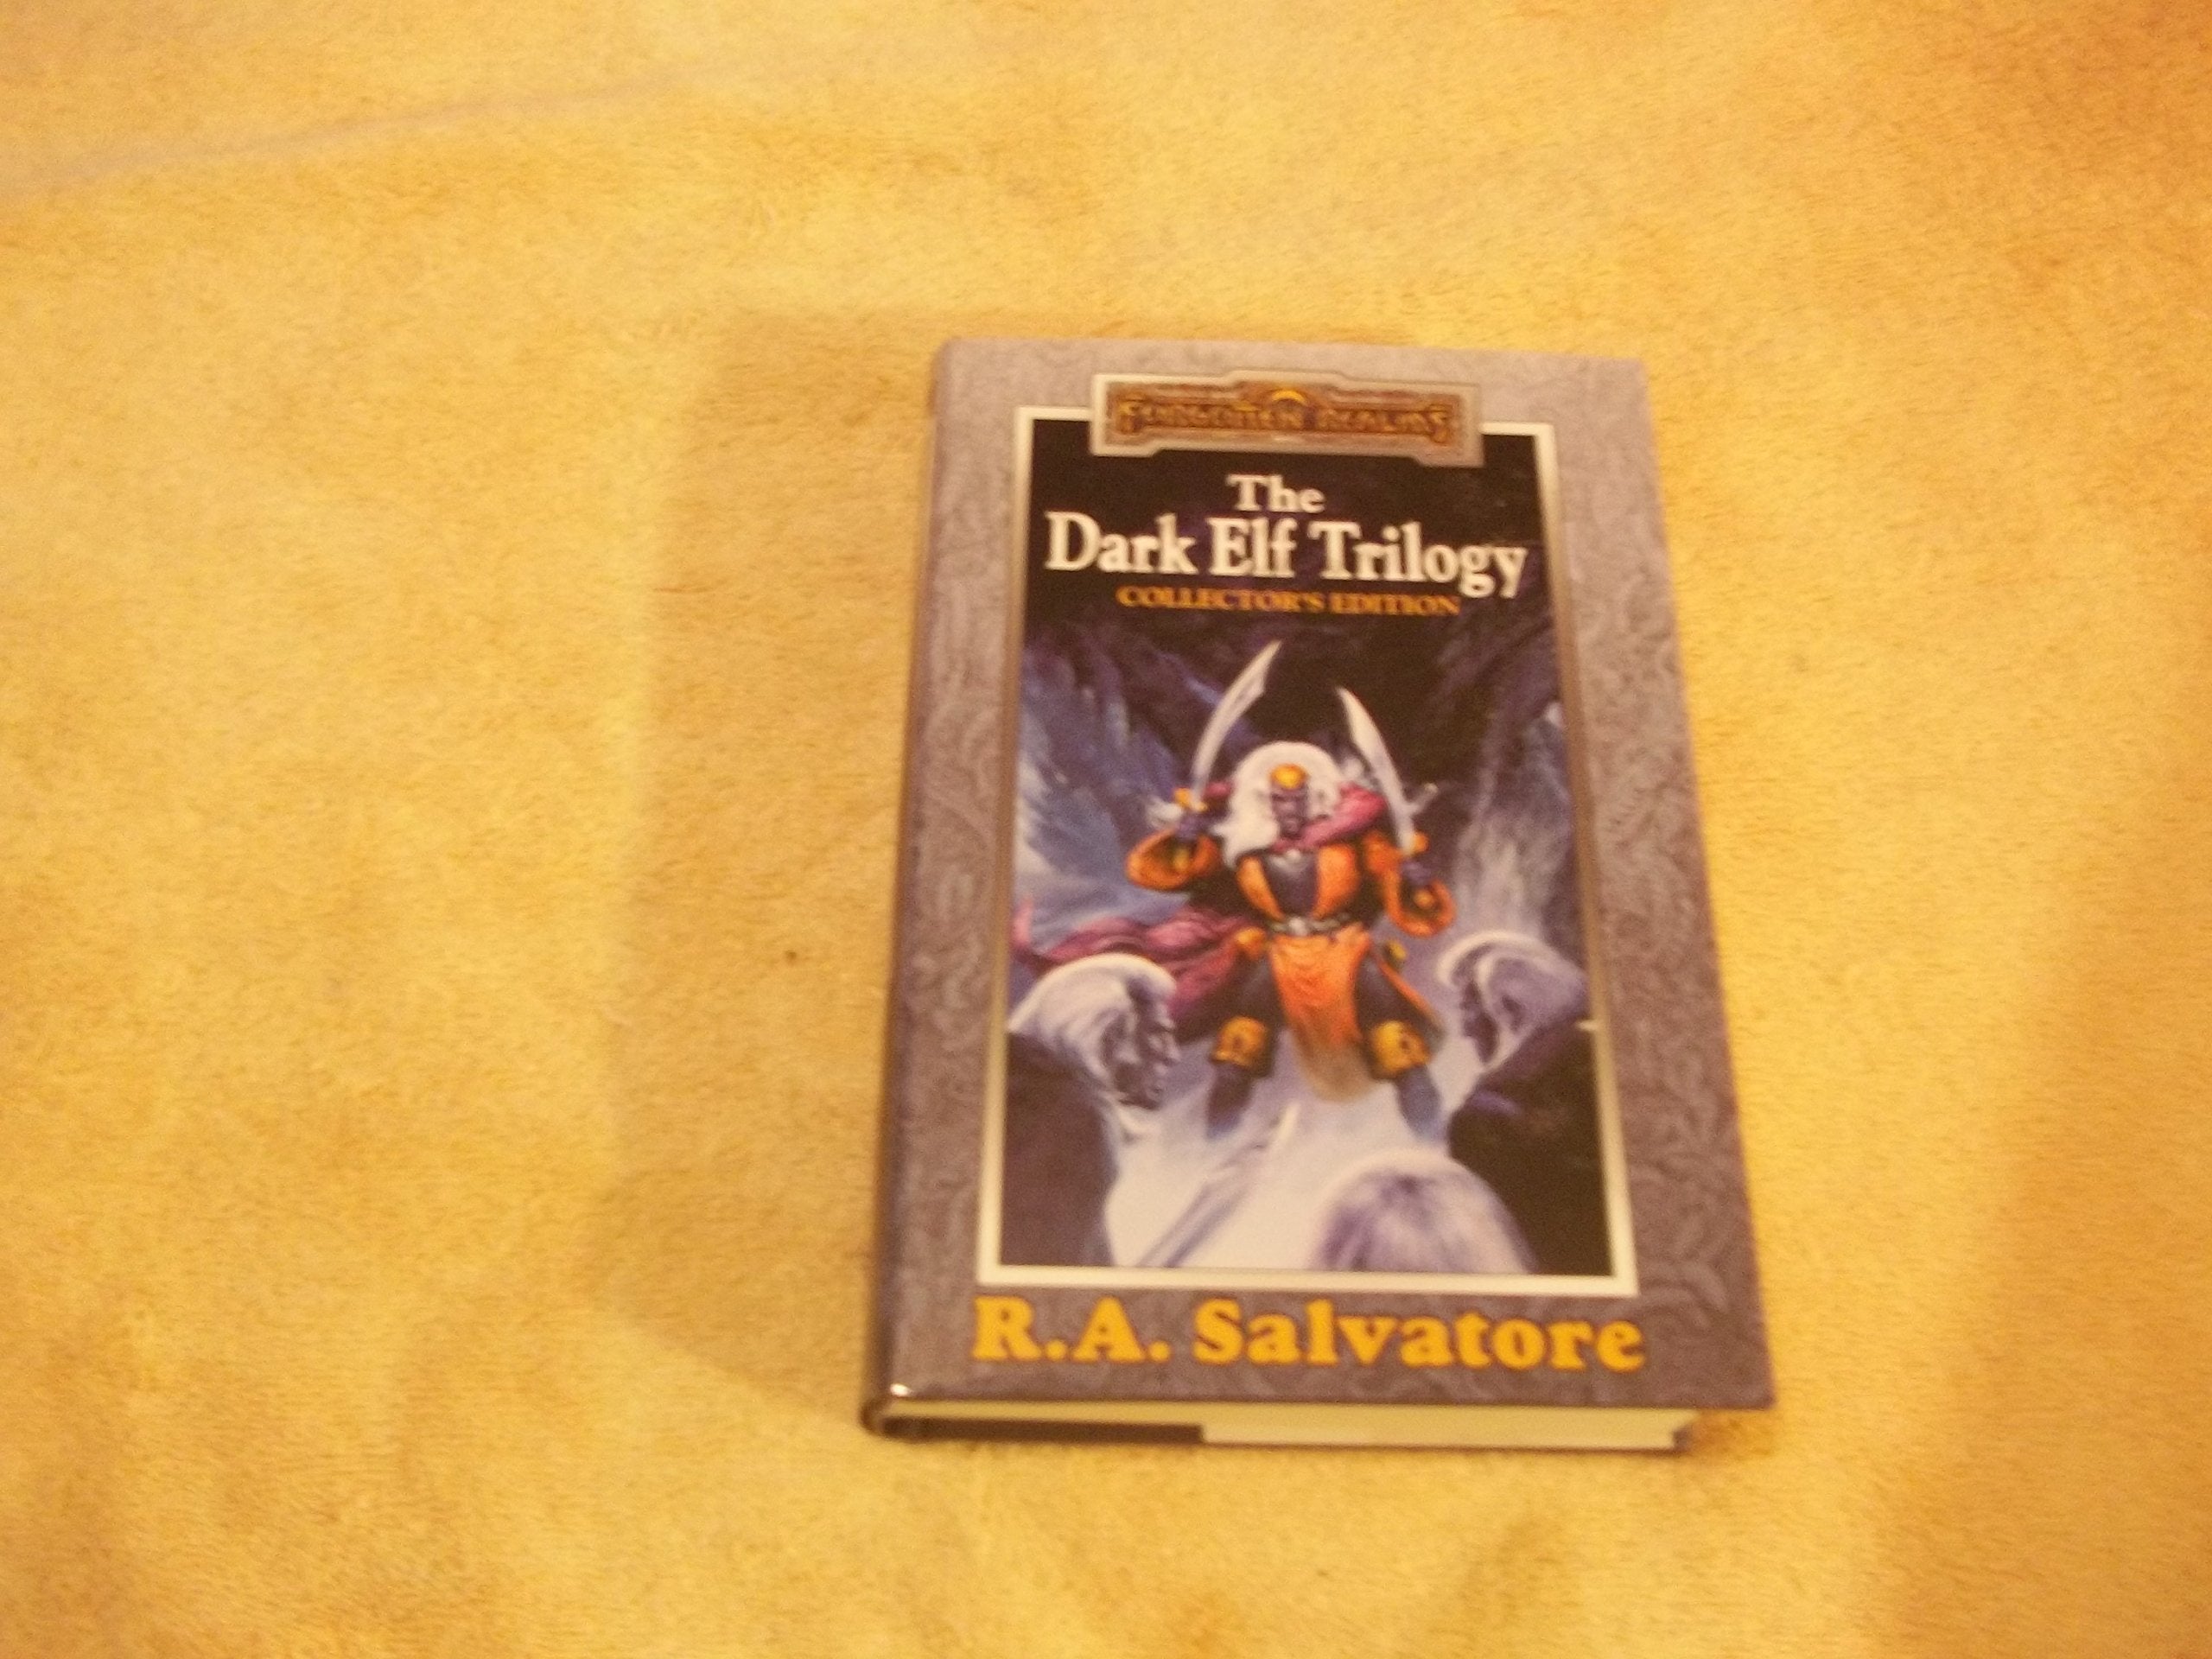 FORGOTTEN REALMS
The
Dark Elf Trilogy
COLLECTOR'S EDITION
R.A. Salvatore